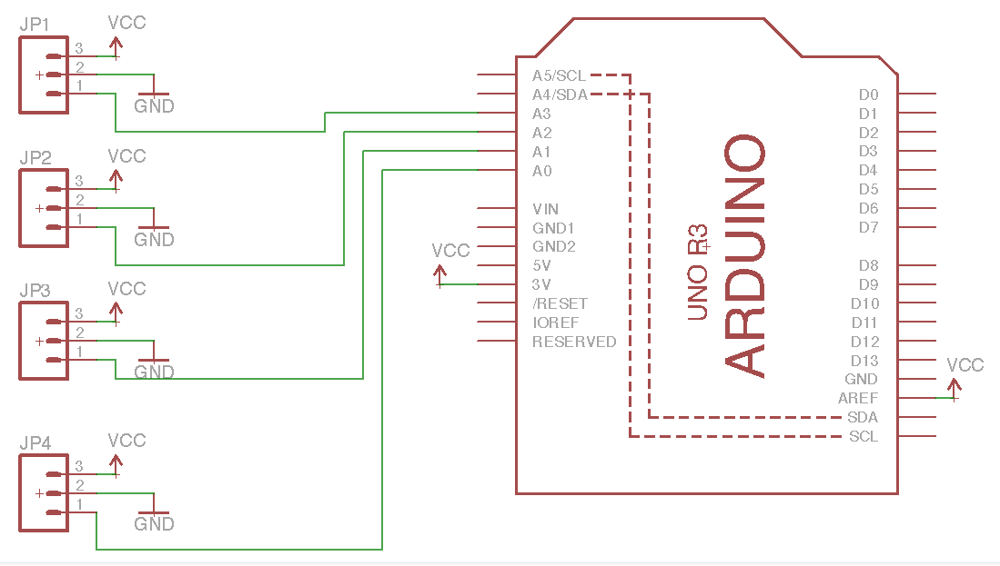 JP1
VCC
3
2
1
GND
JP2
VCC
3
2
1
GND
JP3
VCC
3
2
1
GND
JP4
VCC
3
2
1
GND
A5/SCL
A4/SDA
A3
A2
A1
A0
VIN
GND1
GND2
5V
3V
/RESET
IOREF
RESERVED
VCC
UNO R3
ARDUINO
D0
D1
D2
D3
D4
D5
D6
D7
D8
D9
D10
D11
D12
D13
GND
AREF
SDA
SCL
VCC